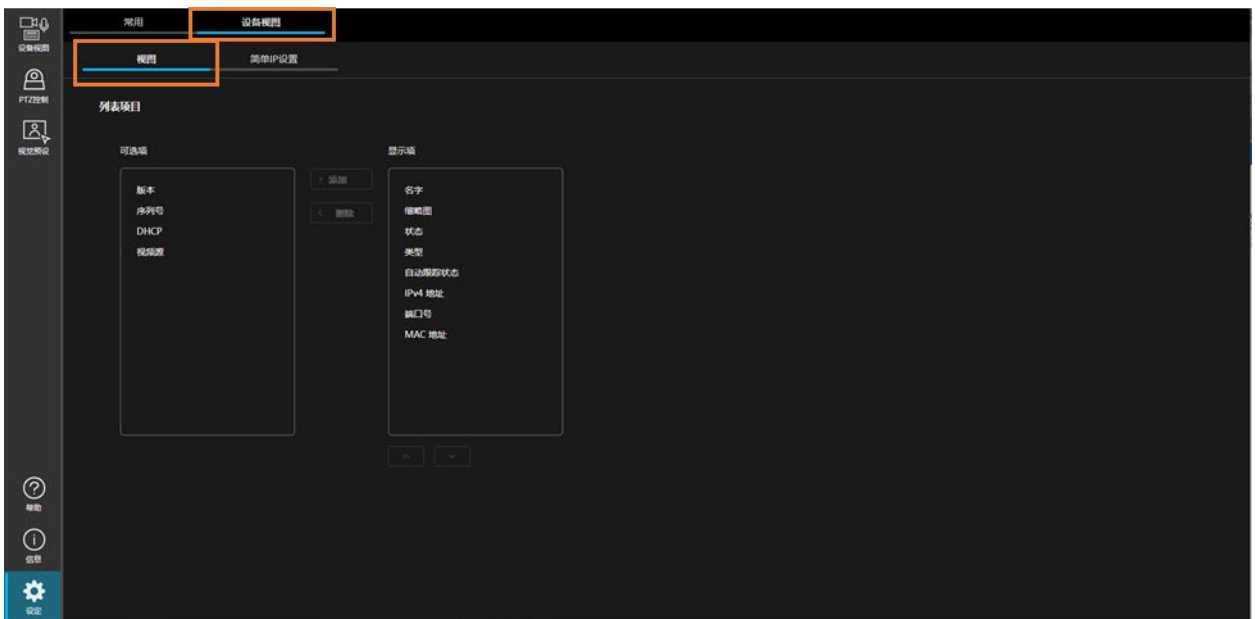 常用
设备视图
视图
简单IP设置
设备视图
PTZ控制
视觉预设
列表项目
可选项
版本
序列号
DHCP
视频源
> 添加
< 删除
显示项
名字
缩略图
状态
类型
自动跟踪状态
IPv4 地址
端口号
MAC 地址
帮助
信息
设定